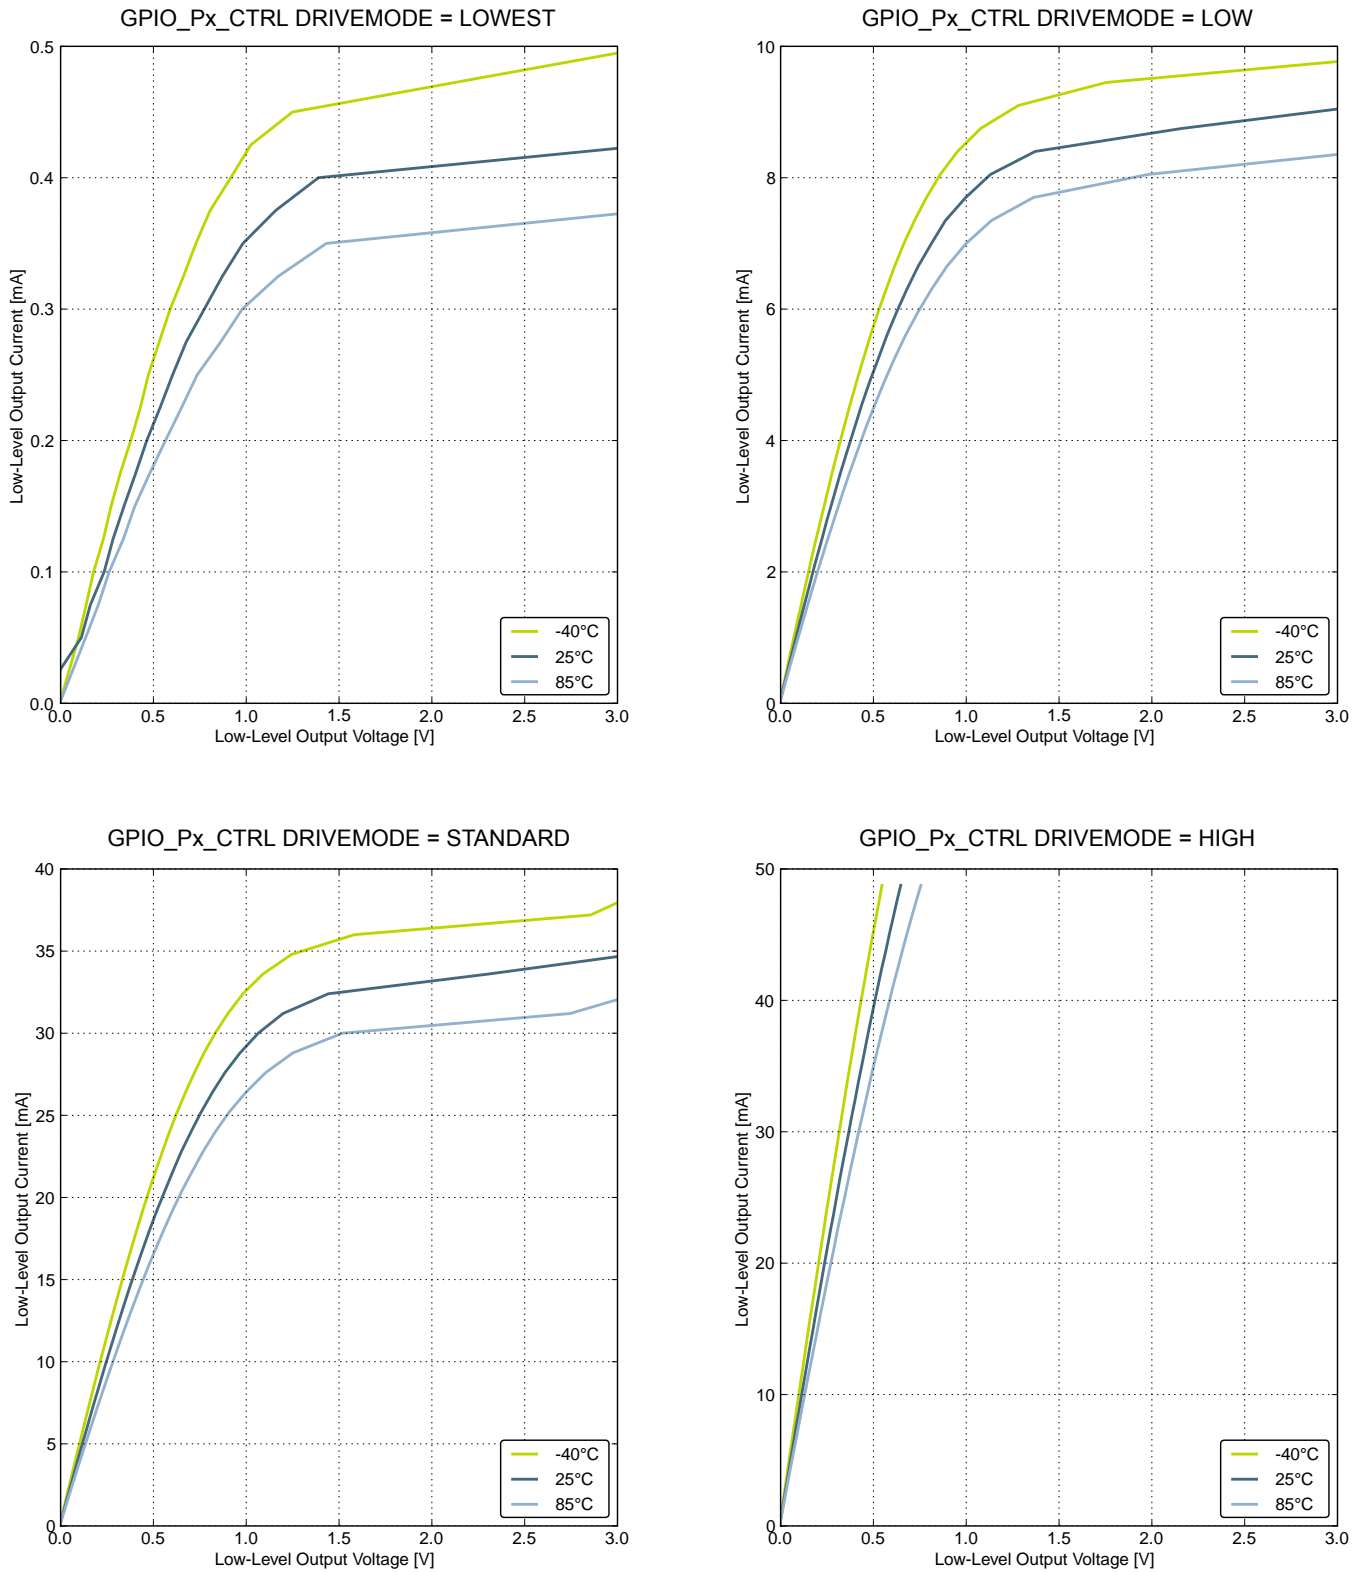 GPIO_Px_CTRL DRIVEMODE = LOWEST
0.5
0.4
0.3
0.2
0.1
0.0
Low-Level Output Current [mA]
-40°C
25°C
85°C
0.0 0.5 1.0 1.5 2.0 2.5 3.0
Low-Level Output Voltage [V]
GPIO_Px_CTRL DRIVEMODE = LOW
10
8
6
4
2
0
Low-Level Output Current [mA]
-40°C
25°C
85°C
0.0 0.5 1.0 1.5 2.0 2.5 3.0
Low-Level Output Voltage [V]
GPIO_Px_CTRL DRIVEMODE = STANDARD
40
35
30
25
20
15
10
5
0
Low-Level Output Current [mA]
-40°C
25°C
85°C
0.0 0.5 1.0 1.5 2.0 2.5 3.0
Low-Level Output Voltage [V]
GPIO_Px_CTRL DRIVEMODE = HIGH
50
40
30
20
10
0
Low-Level Output Current [mA]
-40°C
25°C
85°C
0.0 0.5 1.0 1.5 2.0 2.5 3.0
Low-Level Output Voltage [V]